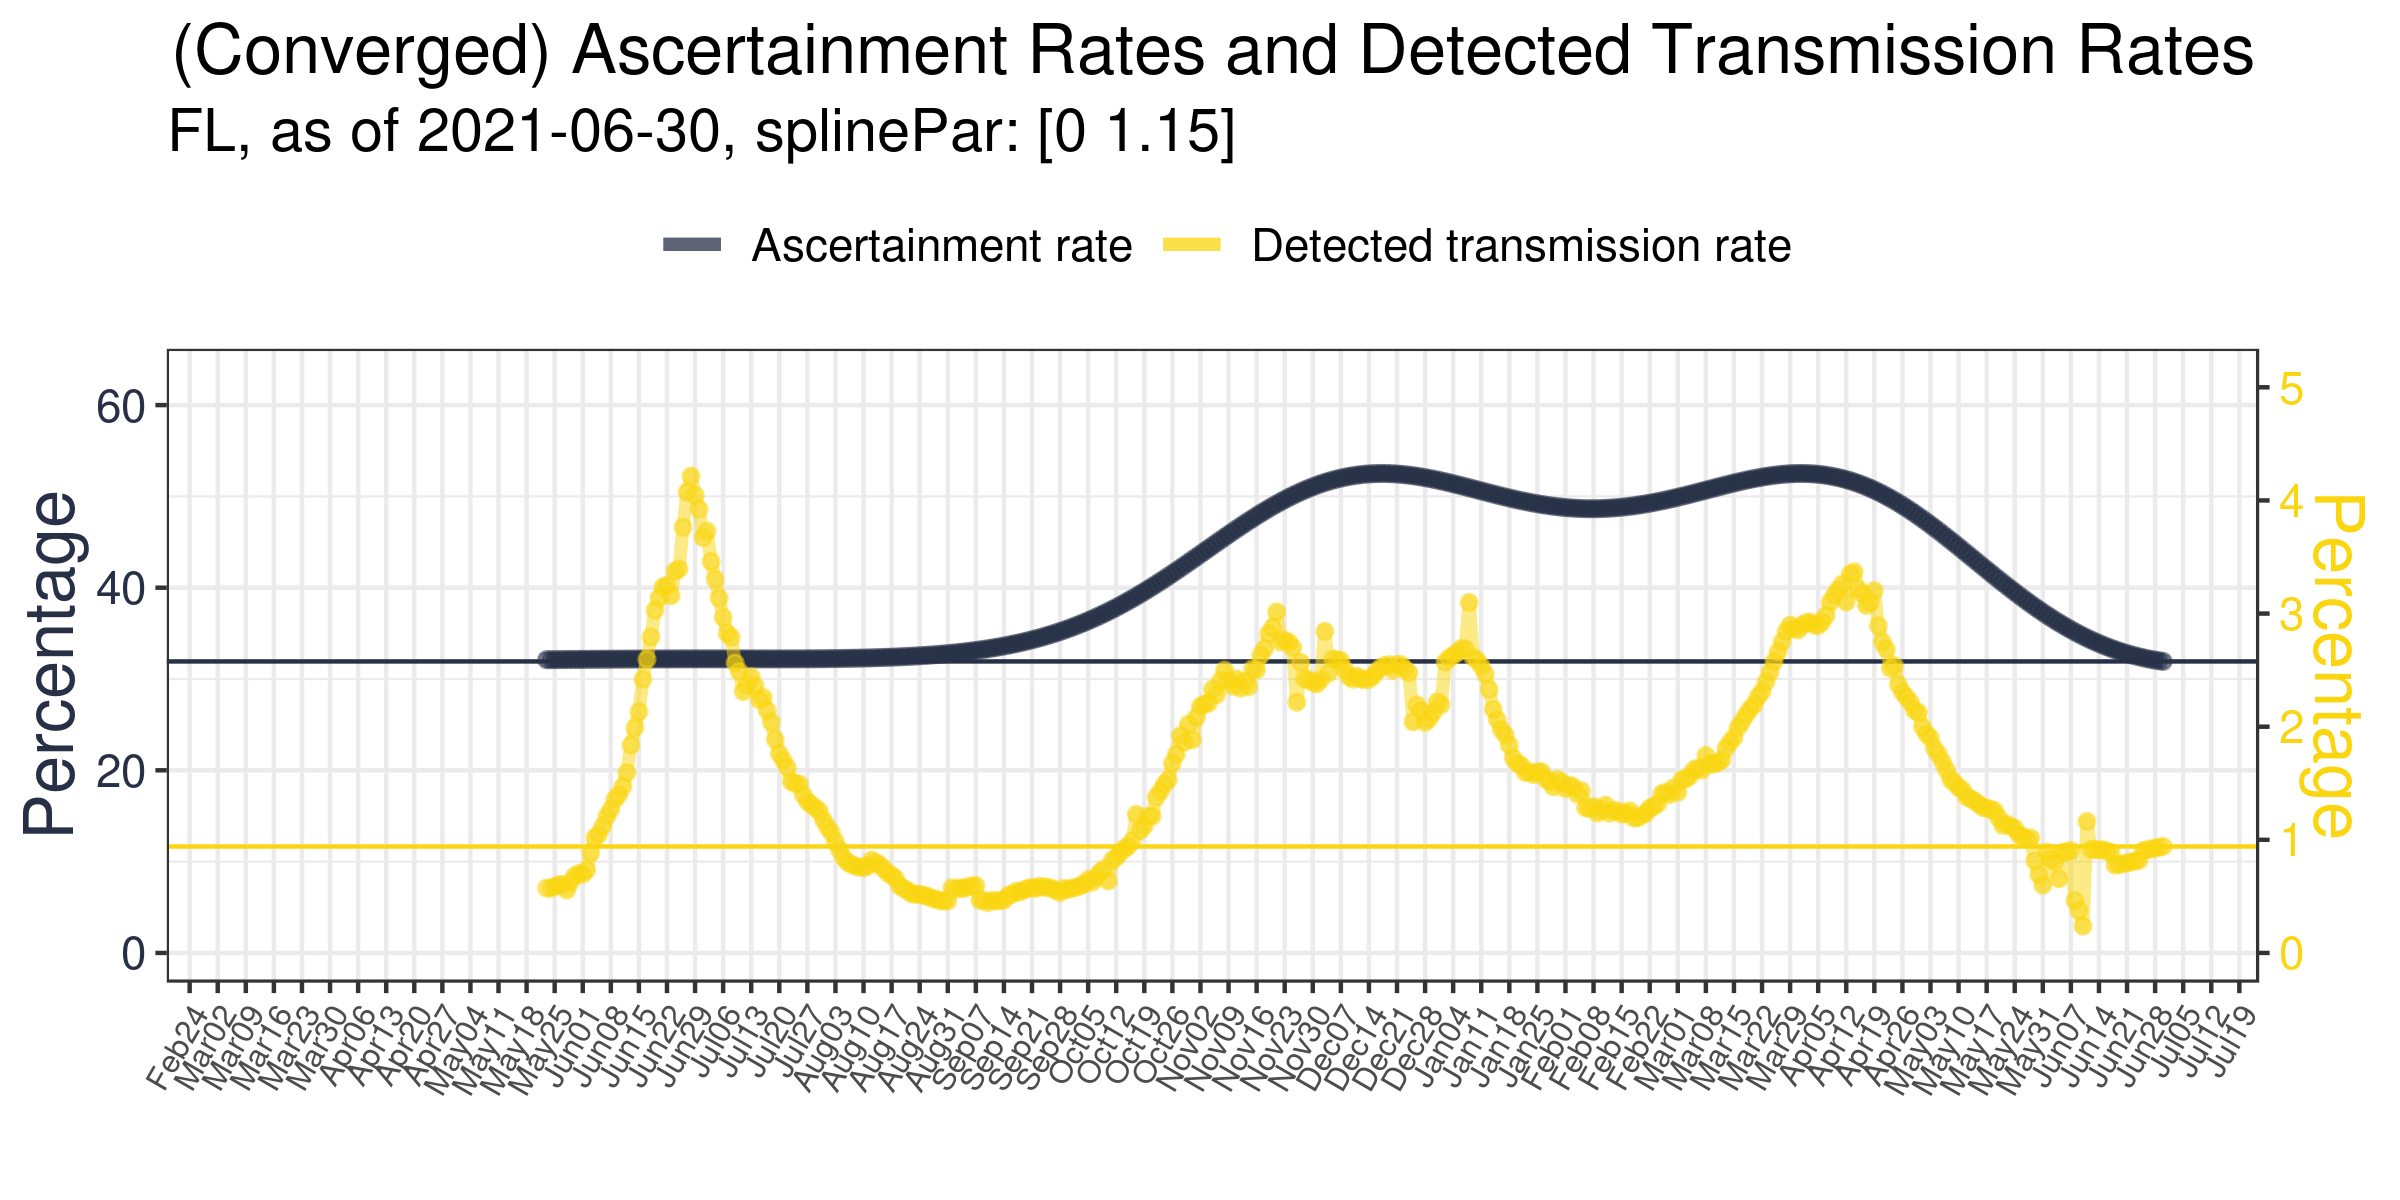 (Converged) Ascertainment Rates and Detected Transmission Rates
FL, as of 2021-06-30, splinePar: [0 1.15]
Ascertainment rate Detected transmission rate
Percentage
60
40
20
0
5
4
3
2
1
0
Percentage
Feb24 Mar02 Mar09 Mar16 Mar23 Mar30 Apr06 Apr13 Apr20 Apr27 May04 May11 May18 May25 Jun01 Jun08 Jun15 Jun22 Jun29 Jul06 Jul13 Jul20 Jul27 Aug03 Aug10 Aug17 Aug24 Aug31 Sep07 Sep14 Sep21 Sep28 Oct05 Oct12 Oct19 Oct26 Nov02 Nov09 Nov16 Nov23 Nov30 Dec07 Dec14 Dec21 Dec28 Jan04 Jan11 Jan18 Jan25 Feb01 Feb08 Feb15 Feb22 Mar01 Mar08 Mar15 Mar22 Mar29 Apr05 Apr12 Apr19 Apr26 May03 May10 May17 May24 May31 Jun07 Jun14 Jun21 Jun28 Jul05 Jul12 Jul19